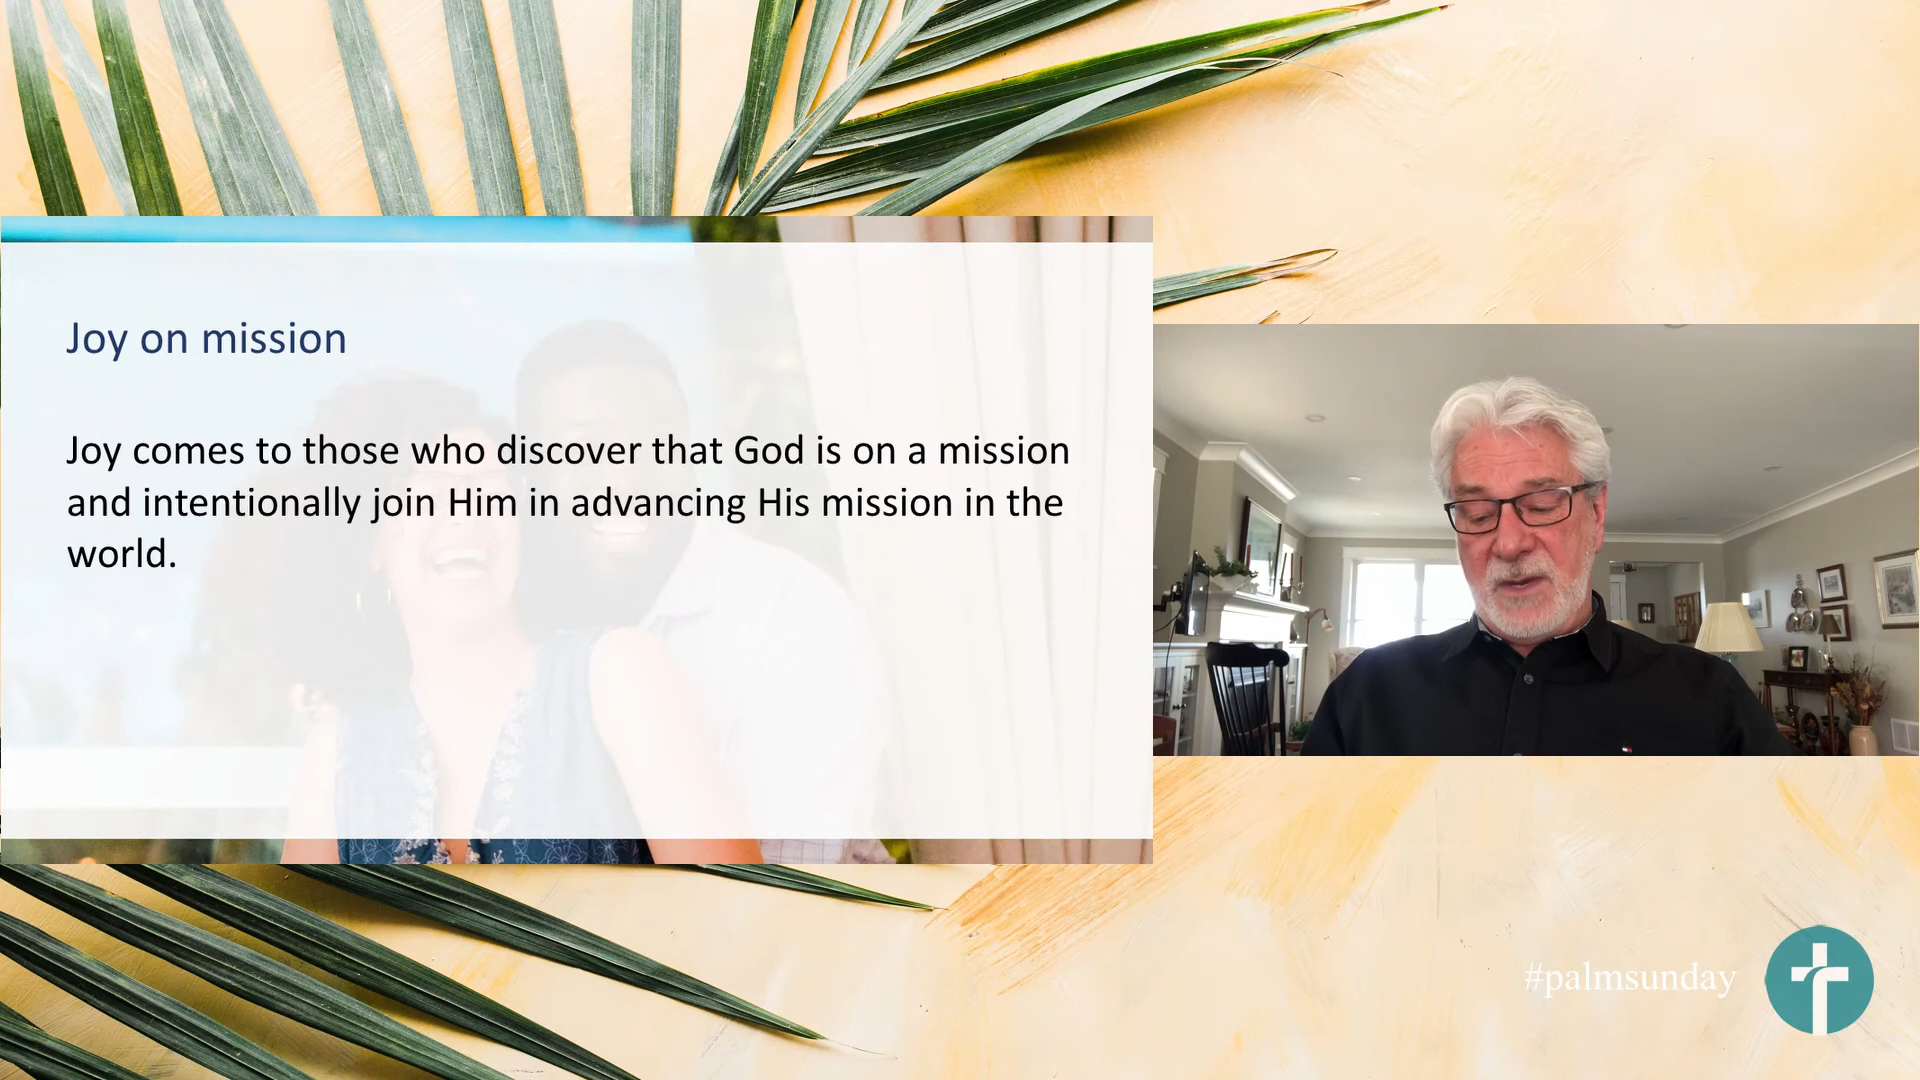 Joy on mission
Joy comes to those who discover that God is on a mission
and intentionally join Him in advancing His mission in the
world.
#palmsunday